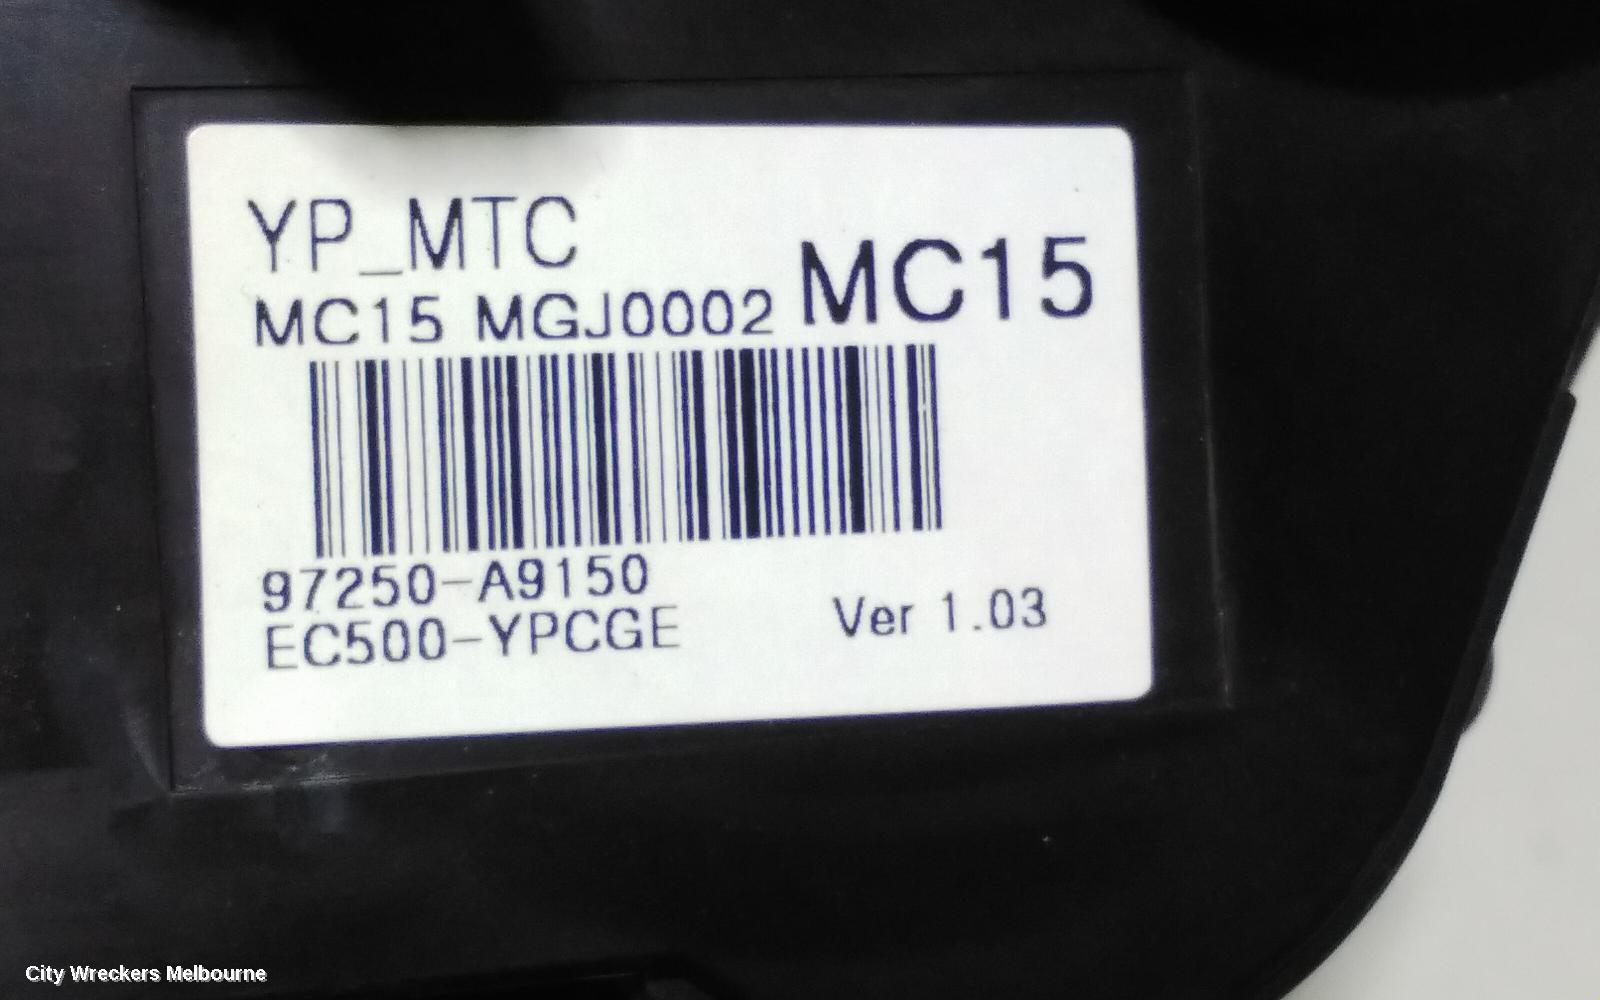 YP_MTC
MC15 MGJ0002 MC15
97250-A9150
EC500-YPCGE Ver 1.03
City Wreckers Melbourne